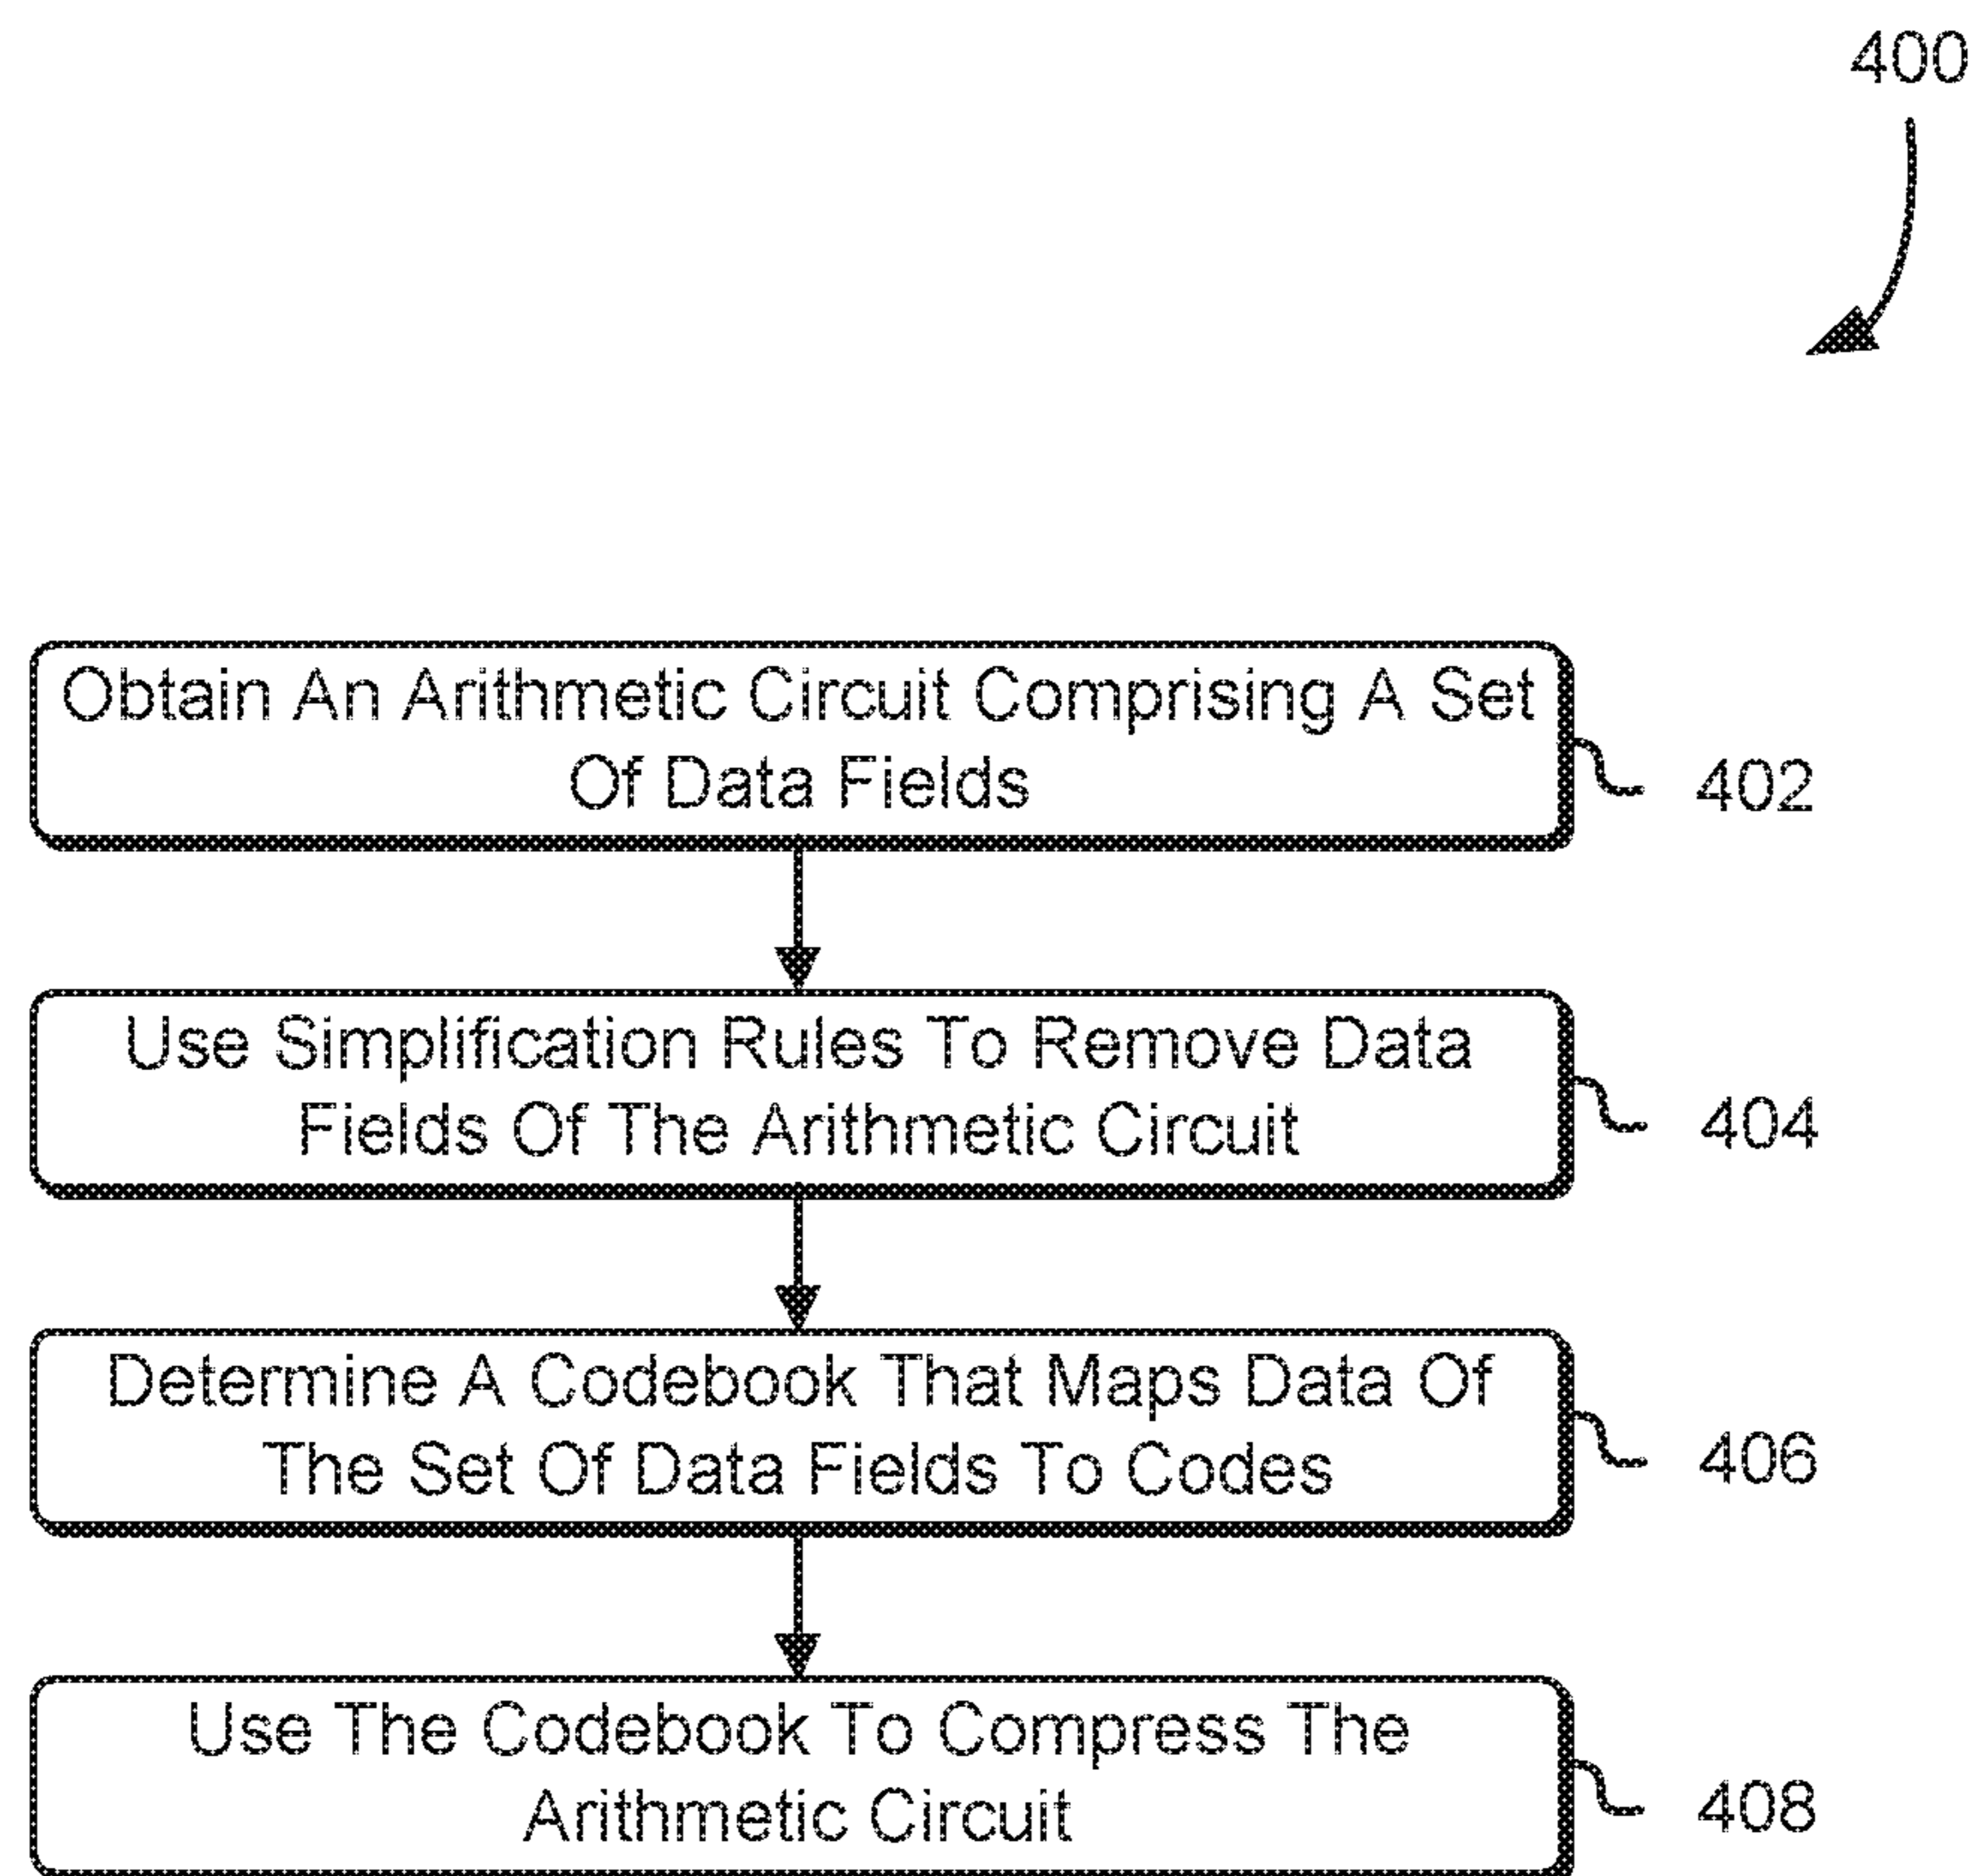 400
Obtain An Arithmetic Circuit Comprising A Set
Of Data Fields
402
Use Simplification Rules To Remove Data
Fields Of The Arithmetic Circuit
404
Determine A Codebook That Maps Data Of
The Set Of Data Fields To Codes
406
Use The Codebook To Compress The
Arithmetic Circuit
408